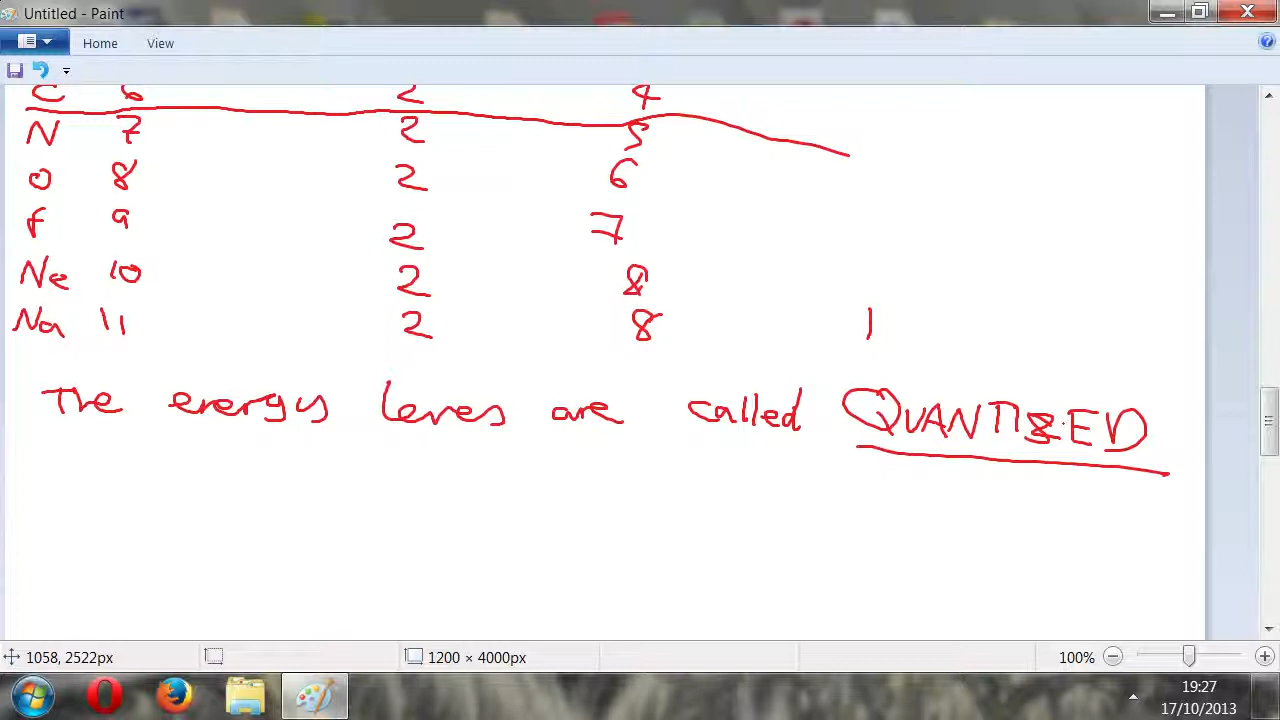 Untitled - Paint
Home View
C 6 2 4
N 7 2 5
O 8 2 6
F 9 2 7
Ne 10 2 8
Na 11 2 8 1
The energy leves are called QUANTIZED
1058, 2522px 1200 × 4000px 100%
19:27
17/10/2013